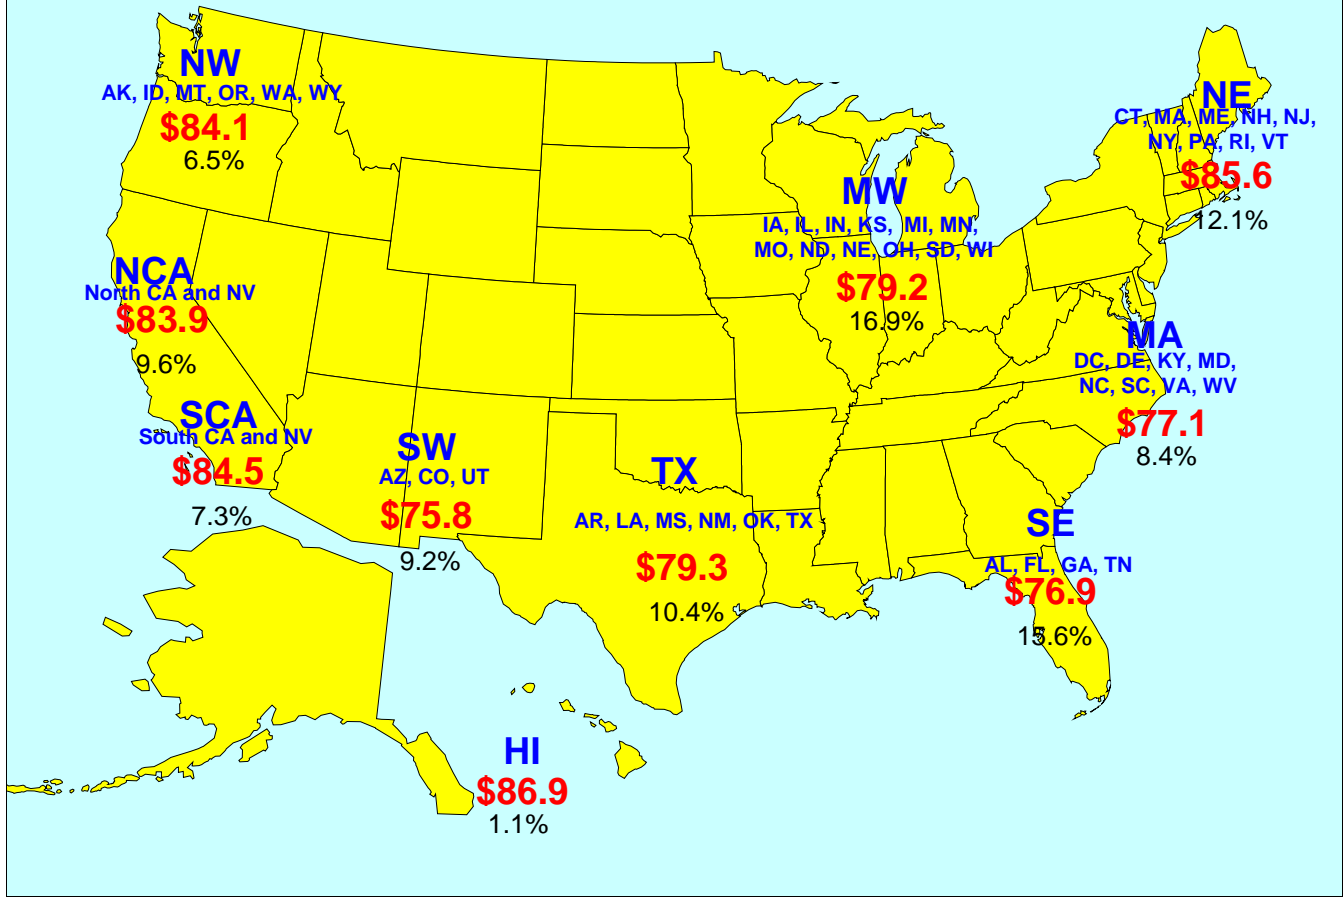 NW
AK, ID, MT, OR, WA, WY
$84.1
6.5%
NE
CT, MA, ME, NH, NJ,
NY, PA, RI, VT
$85.6
12.1%
MW
IA, IL, IN, KS, MI, MN,
MO, ND, NE, OH, SD, WI
$79.2
16.9%
NCA
North CA and NV
$83.9
9.6%
MA
DC, DE, KY, MD,
NC, SC, VA, WV
$77.1
8.4%
SCA
South CA and NV
$84.5
7.3%
SW
AZ, CO, UT
$75.8
9.2%
TX
AR, LA, MS, NM, OK, TX
$79.3
10.4%
SE
AL, FL, GA, TN
$76.9
15.6%
HI
$86.9
1.1%